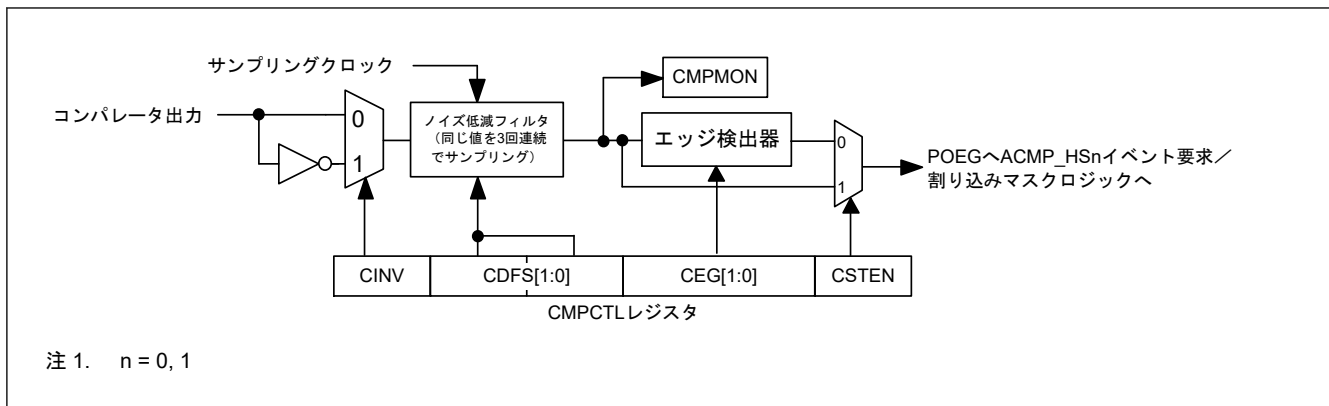 サンプリングクロック
CMPMON
コンパレータ出力
0
1
ノイズ低減フィルタ
(同じ値を3回連続
でサンプリング)
エッジ検出器
0
1
POEGへACMP_HSnイベント要求/
割り込みマスクロジックへ
CINV
CDFS[1:0]
CEG[1:0]
CSTEN
CMPCTLレジスタ
注 1. n = 0, 1